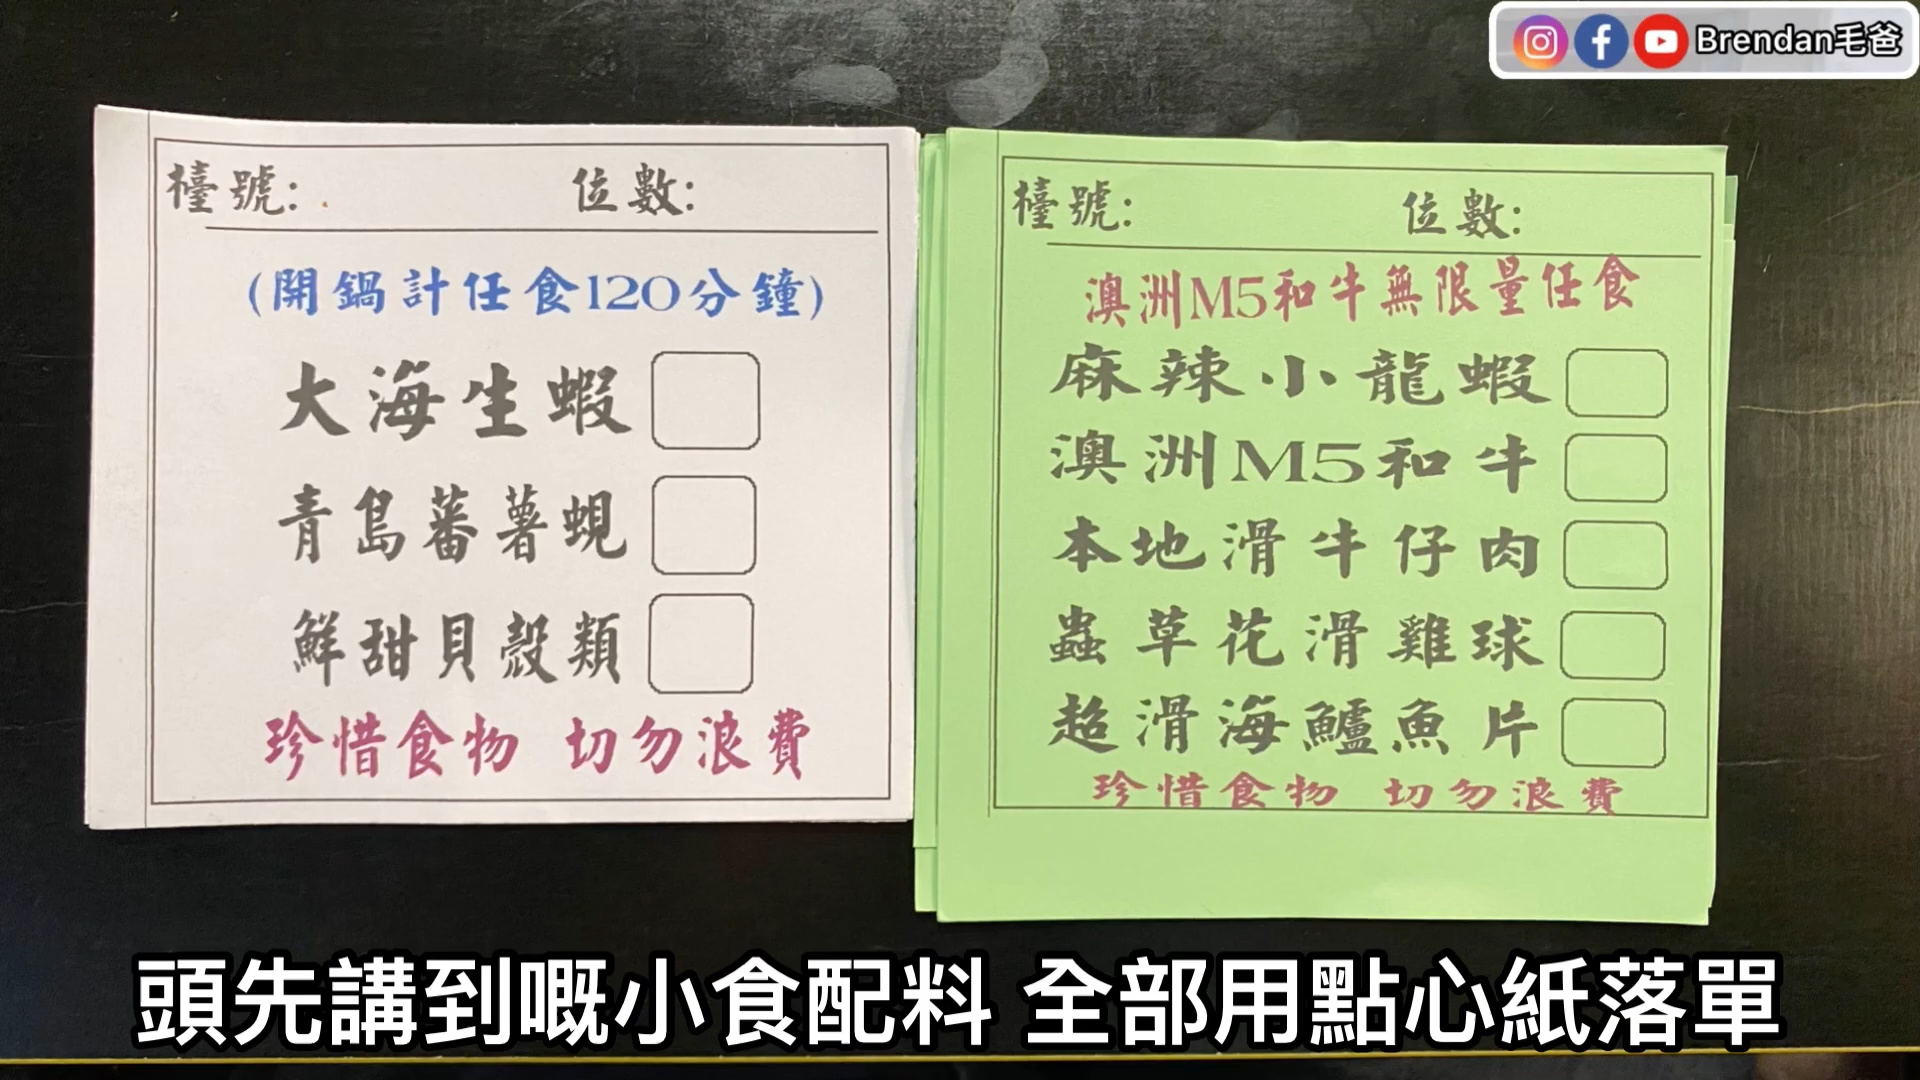 Brendan毛爸
檯號: 位數:
(開鍋計任食120分鐘)
大海生蝦
青島蕃薯蜆
鮮甜貝殼類
珍惜食物 切勿浪費
檯號: 位數:
澳洲M5和牛無限量任食
麻辣小龍蝦
澳洲M5和牛
本地滑牛仔肉
蟲草花滑雞球
超滑海鱸魚片
珍惜食物 切勿浪費
頭先講到嘅小食配料 全部用點心紙落單